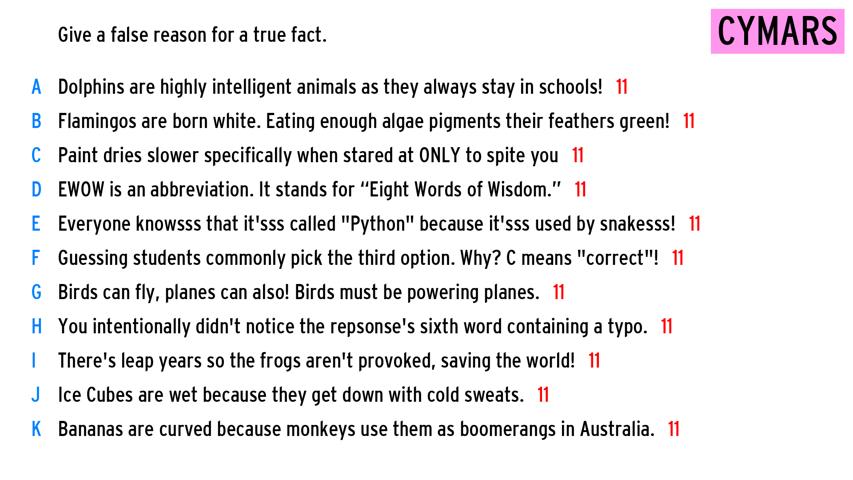 Give a false reason for a true fact.
CYMARS
A Dolphins are highly intelligent animals as they always stay in schools! 11
B Flamingos are born white. Eating enough algae pigments their feathers green! 11
C Paint dries slower specifically when stared at ONLY to spite you 11
D EWOW is an abbreviation. It stands for “Eight Words of Wisdom.” 11
E Everyone knowsss that it'sss called "Python" because it'sss used by snakesss! 11
F Guessing students commonly pick the third option. Why? C means "correct"! 11
G Birds can fly, planes can also! Birds must be powering planes. 11
H You intentionally didn't notice the repsonse's sixth word containing a typo. 11
I There's leap years so the frogs aren't provoked, saving the world! 11
J Ice Cubes are wet because they get down with cold sweats. 11
K Bananas are curved because monkeys use them as boomerangs in Australia. 11